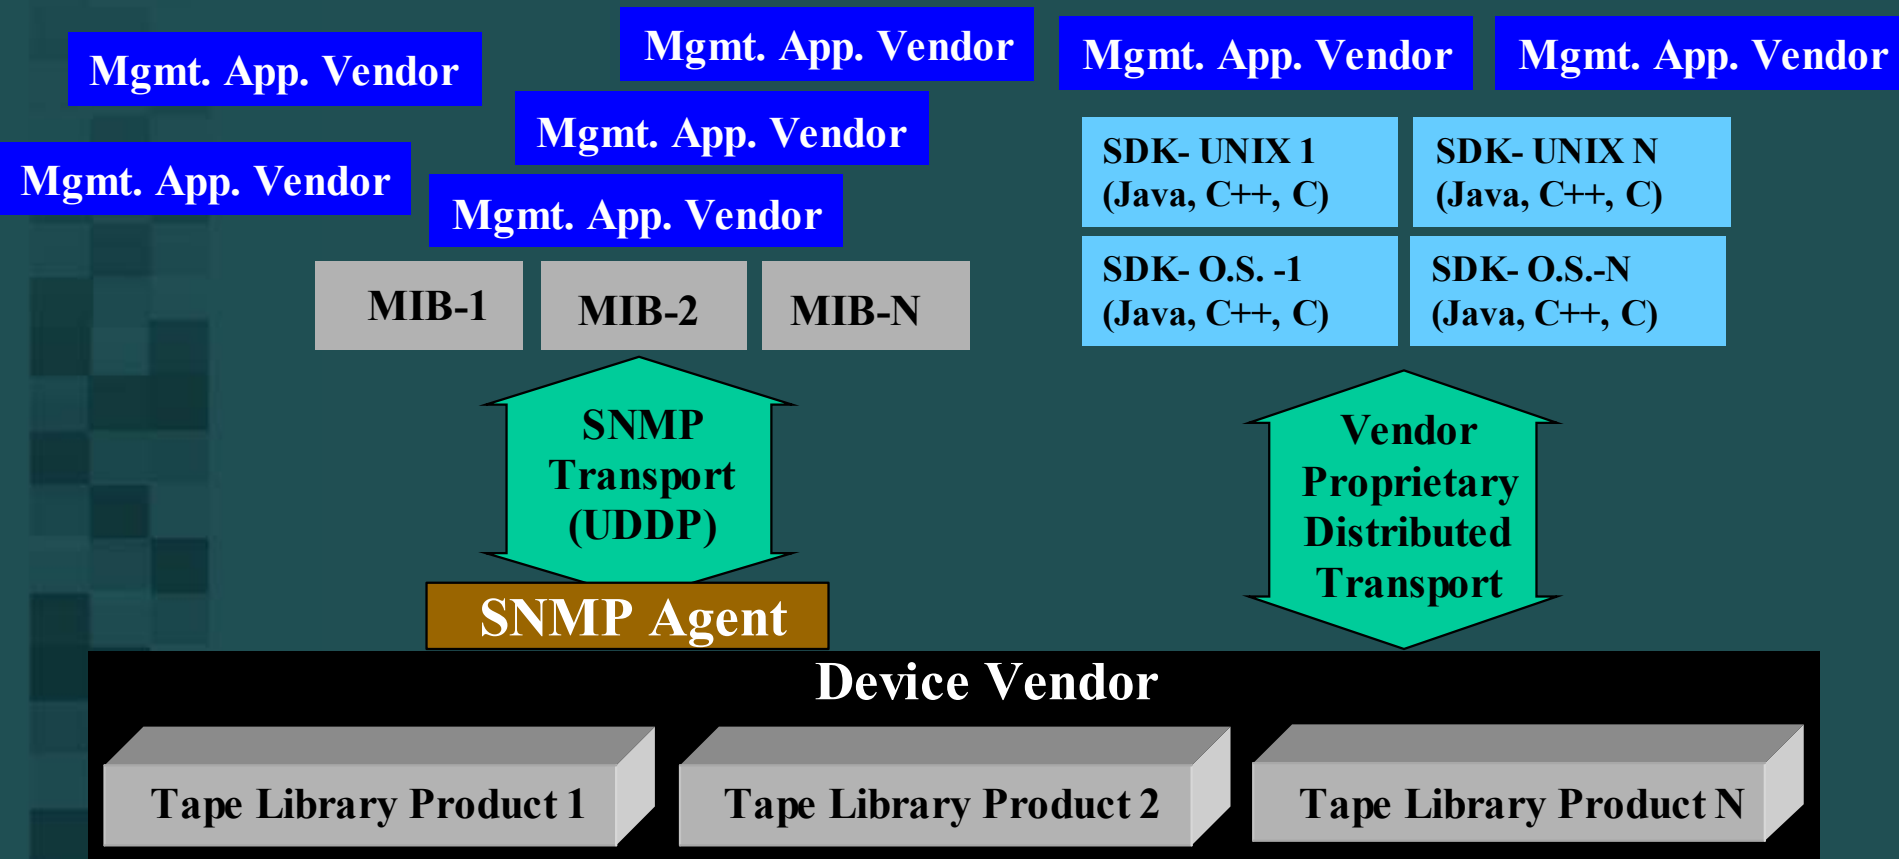 Mgmt. App. Vendor
Mgmt. App. Vendor
Mgmt. App. Vendor
Mgmt. App. Vendor
Mgmt. App. Vendor
Mgmt. App. Vendor
Mgmt. App. Vendor
MIB-1
MIB-2
MIB-N
SDK- UNIX 1
(Java, C++, C)
SDK- UNIX N
(Java, C++, C)
SDK- O.S. -1
(Java, C++, C)
SDK- O.S.-N
(Java, C++, C)
SNMP
Transport
(UDDP)
Vendor
Proprietary
Distributed
Transport
SNMP Agent
Device Vendor
Tape Library Product 1
Tape Library Product 2
Tape Library Product N